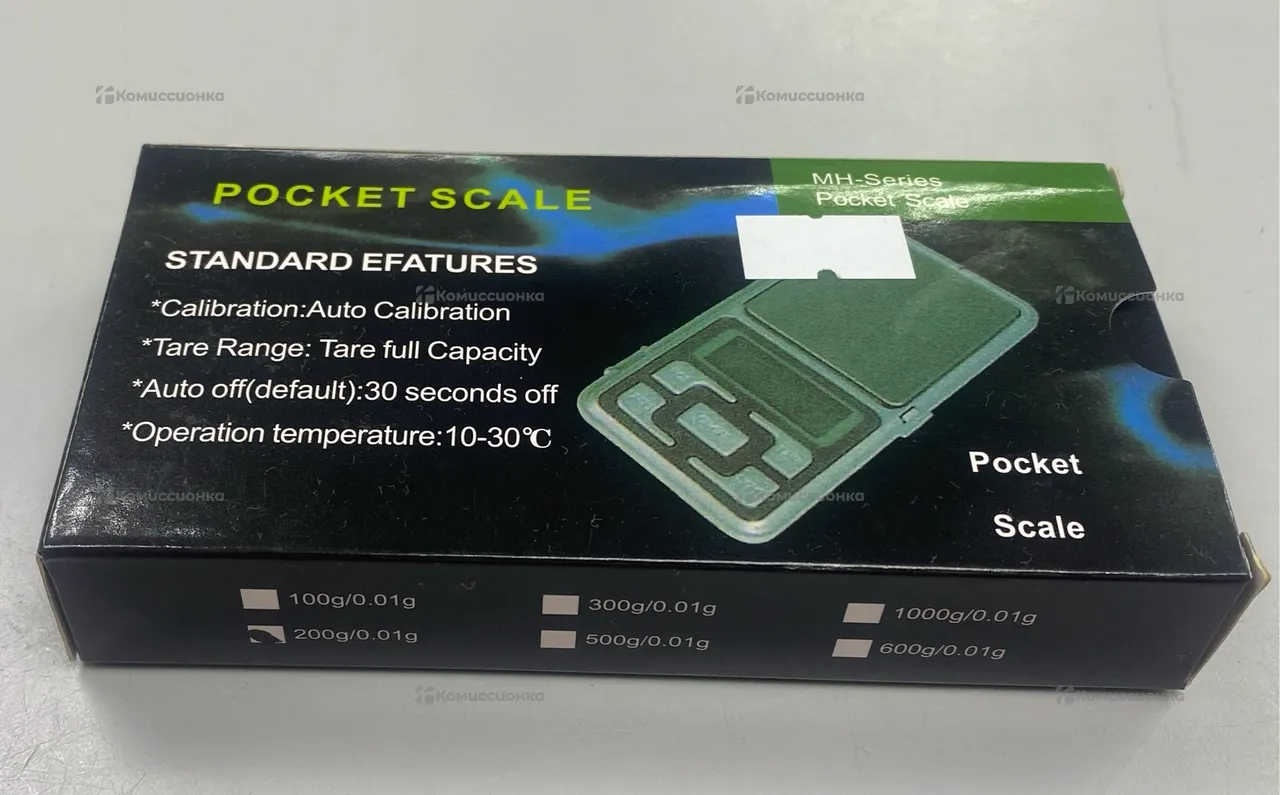 Комиссионка
Комиссионка
POCKET SCALE
MH-Series
Pocket Scale
STANDARD EFATURES
Комиссионка
Комиссионка
*Calibration:Auto Calibration
*Tare Range: Tare full Capacity
*Auto off(default):30 seconds off
*Operation temperature:10-30℃
Pocket
Комиссионка
Комиссионка
Scale
100g/0.01g
300g/0.01g
1000g/0.01g
200g/0.01g
500g/0.01g
600g/0.01g
Комиссионка
Комиссионка